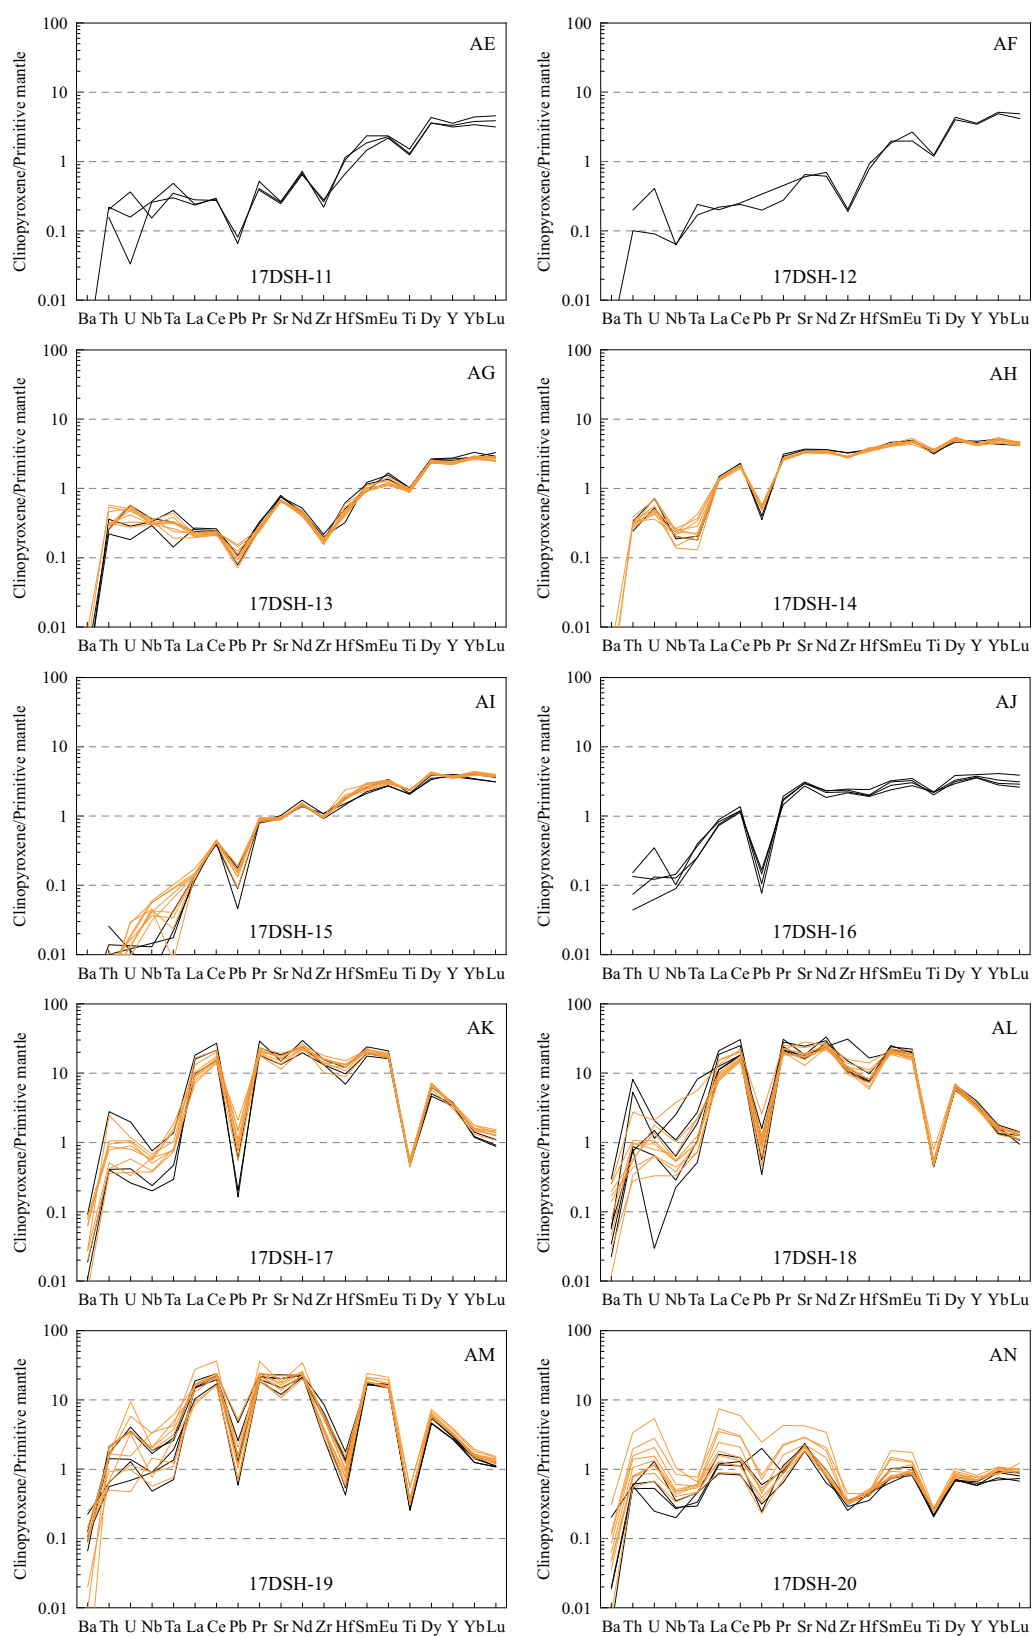 Clinopyroxene/Primitive mantle
100
10
1
0.1
0.01
AE
17DSH-11
Ba Th U Nb Ta La Ce Pb Pr Sr Nd Zr Hf Sm Eu Ti Dy Y Yb Lu
Clinopyroxene/Primitive mantle
100
10
1
0.1
0.01
AF
17DSH-12
Ba Th U Nb Ta La Ce Pb Pr Sr Nd Zr Hf Sm Eu Ti Dy Y Yb Lu
Clinopyroxene/Primitive mantle
100
10
1
0.1
0.01
AG
17DSH-13
Ba Th U Nb Ta La Ce Pb Pr Sr Nd Zr Hf Sm Eu Ti Dy Y Yb Lu
Clinopyroxene/Primitive mantle
100
10
1
0.1
0.01
AH
17DSH-14
Ba Th U Nb Ta La Ce Pb Pr Sr Nd Zr Hf Sm Eu Ti Dy Y Yb Lu
Clinopyroxene/Primitive mantle
100
10
1
0.1
0.01
AI
17DSH-15
Ba Th U Nb Ta La Ce Pb Pr Sr Nd Zr Hf Sm Eu Ti Dy Y Yb Lu
Clinopyroxene/Primitive mantle
100
10
1
0.1
0.01
AJ
17DSH-16
Ba Th U Nb Ta La Ce Pb Pr Sr Nd Zr Hf Sm Eu Ti Dy Y Yb Lu
Clinopyroxene/Primitive mantle
100
10
1
0.1
0.01
AK
17DSH-17
Ba Th U Nb Ta La Ce Pb Pr Sr Nd Zr Hf Sm Eu Ti Dy Y Yb Lu
Clinopyroxene/Primitive mantle
100
10
1
0.1
0.01
AL
17DSH-18
Ba Th U Nb Ta La Ce Pb Pr Sr Nd Zr Hf Sm Eu Ti Dy Y Yb Lu
Clinopyroxene/Primitive mantle
100
10
1
0.1
0.01
AM
17DSH-19
Ba Th U Nb Ta La Ce Pb Pr Sr Nd Zr Hf Sm Eu Ti Dy Y Yb Lu
Clinopyroxene/Primitive mantle
100
10
1
0.1
0.01
AN
17DSH-20
Ba Th U Nb Ta La Ce Pb Pr Sr Nd Zr Hf Sm Eu Ti Dy Y Yb Lu